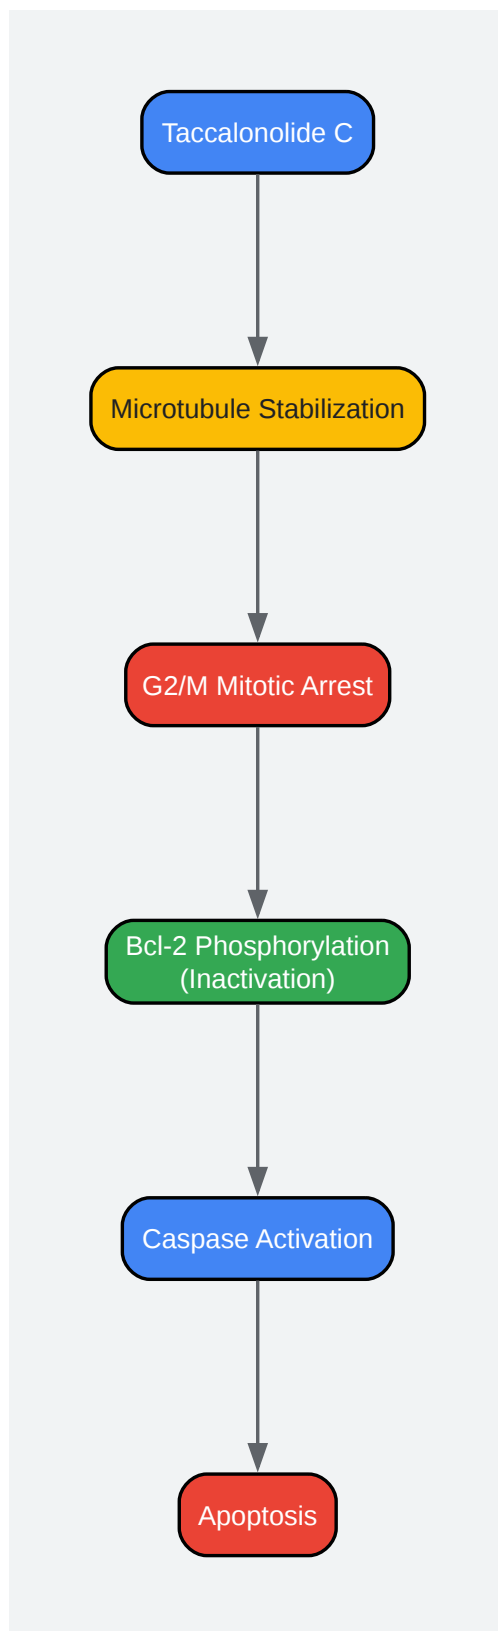 Taccalonolide C
Microtubule Stabilization
G2/M Mitotic Arrest
Bcl-2 Phosphorylation
(Inactivation)
Caspase Activation
Apoptosis